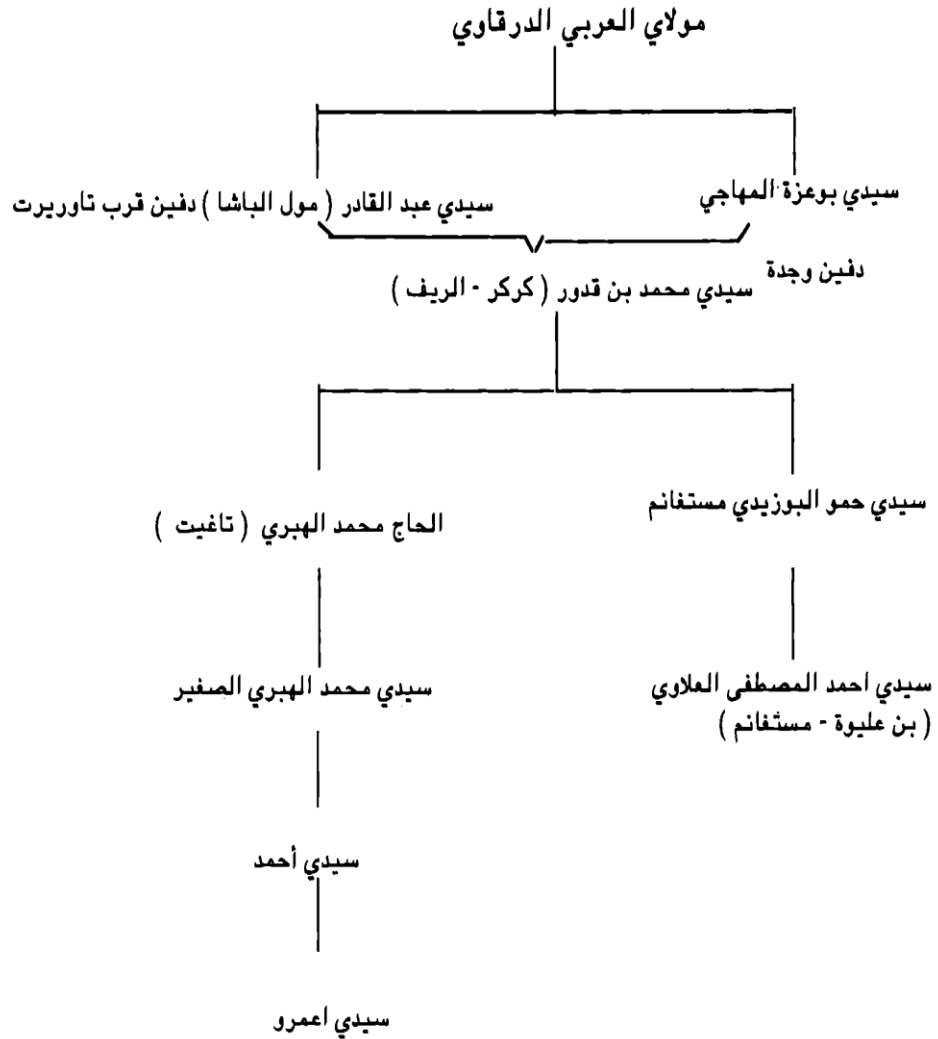 مولاي العربي الدرقاوي
سيدي بوعزة المهاجي
سيدي عبد القادر ( مول الباشا ) دفين قرب تاوريرت
دفين وجدة
سيدي محمد بن قدور ( كركر - الريف )
سيدي حمو البوزيدي مستغانم
الحاج محمد الهبري ( تاغيت )
سيدي احمد المصطفى العلاوي
( بن عليوة - مستغانم )
سيدي محمد الهبري الصغير
سيدي أحمد
سيدي اعمرو